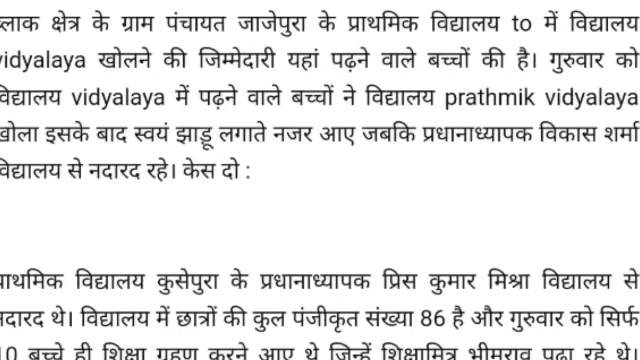 ब्लाक क्षेत्र के ग्राम पंचायत जाजेपुरा के प्राथमिक विद्यालय to में विद्यालय
vidyalaya खोलने की जिम्मेदारी यहां पढ़ने वाले बच्चों की है। गुरुवार को
विद्यालय vidyalaya में पढ़ने वाले बच्चों ने विद्यालय prathmik vidyalaya
खोला इसके बाद स्वयं झाड़ू लगाते नजर आए जबकि प्रधानाध्यापक विकास शर्मा
विद्यालय से नदारद रहे। केस दो :
प्राथमिक विद्यालय कुसेपुरा के प्रधानाध्यापक प्रिस कुमार मिश्रा विद्यालय से
नदारद थे। विद्यालय में छात्रों की कुल पंजीकृत संख्या 86 है और गुरुवार को सिर्फ
10 बच्चे ही शिक्षा ग्रहण करने आए थे जिन्हें शिक्षामित्र भीमराव पढ़ा रहे थे।